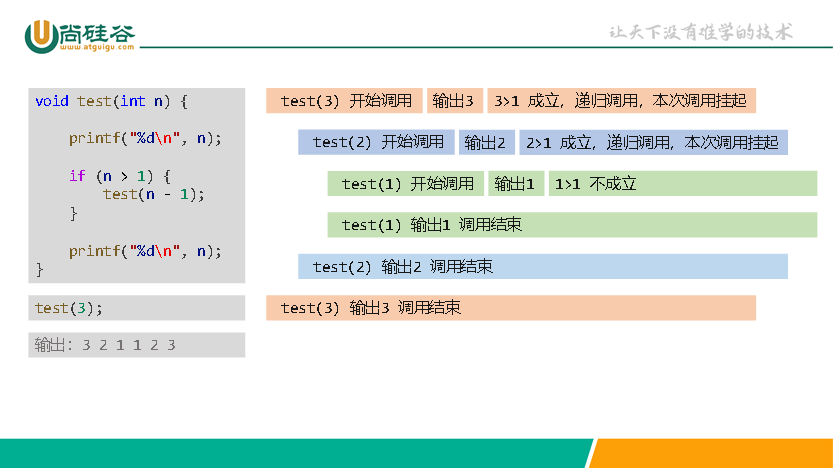 尚硅谷
www.atguigu.com
让天下没有难学的技术
void test(int n) {
printf("%d\n", n);
if (n > 1) {
test(n - 1);
}
printf("%d\n", n);
}
test(3);
输出: 3 2 1 1 2 3
test(3) 开始调用 输出3 3>1 成立, 递归调用, 本次调用挂起
test(2) 开始调用 输出2 2>1 成立, 递归调用, 本次调用挂起
test(1) 开始调用 输出1 1>1 不成立
test(1) 输出1 调用结束
test(2) 输出2 调用结束
test(3) 输出3 调用结束